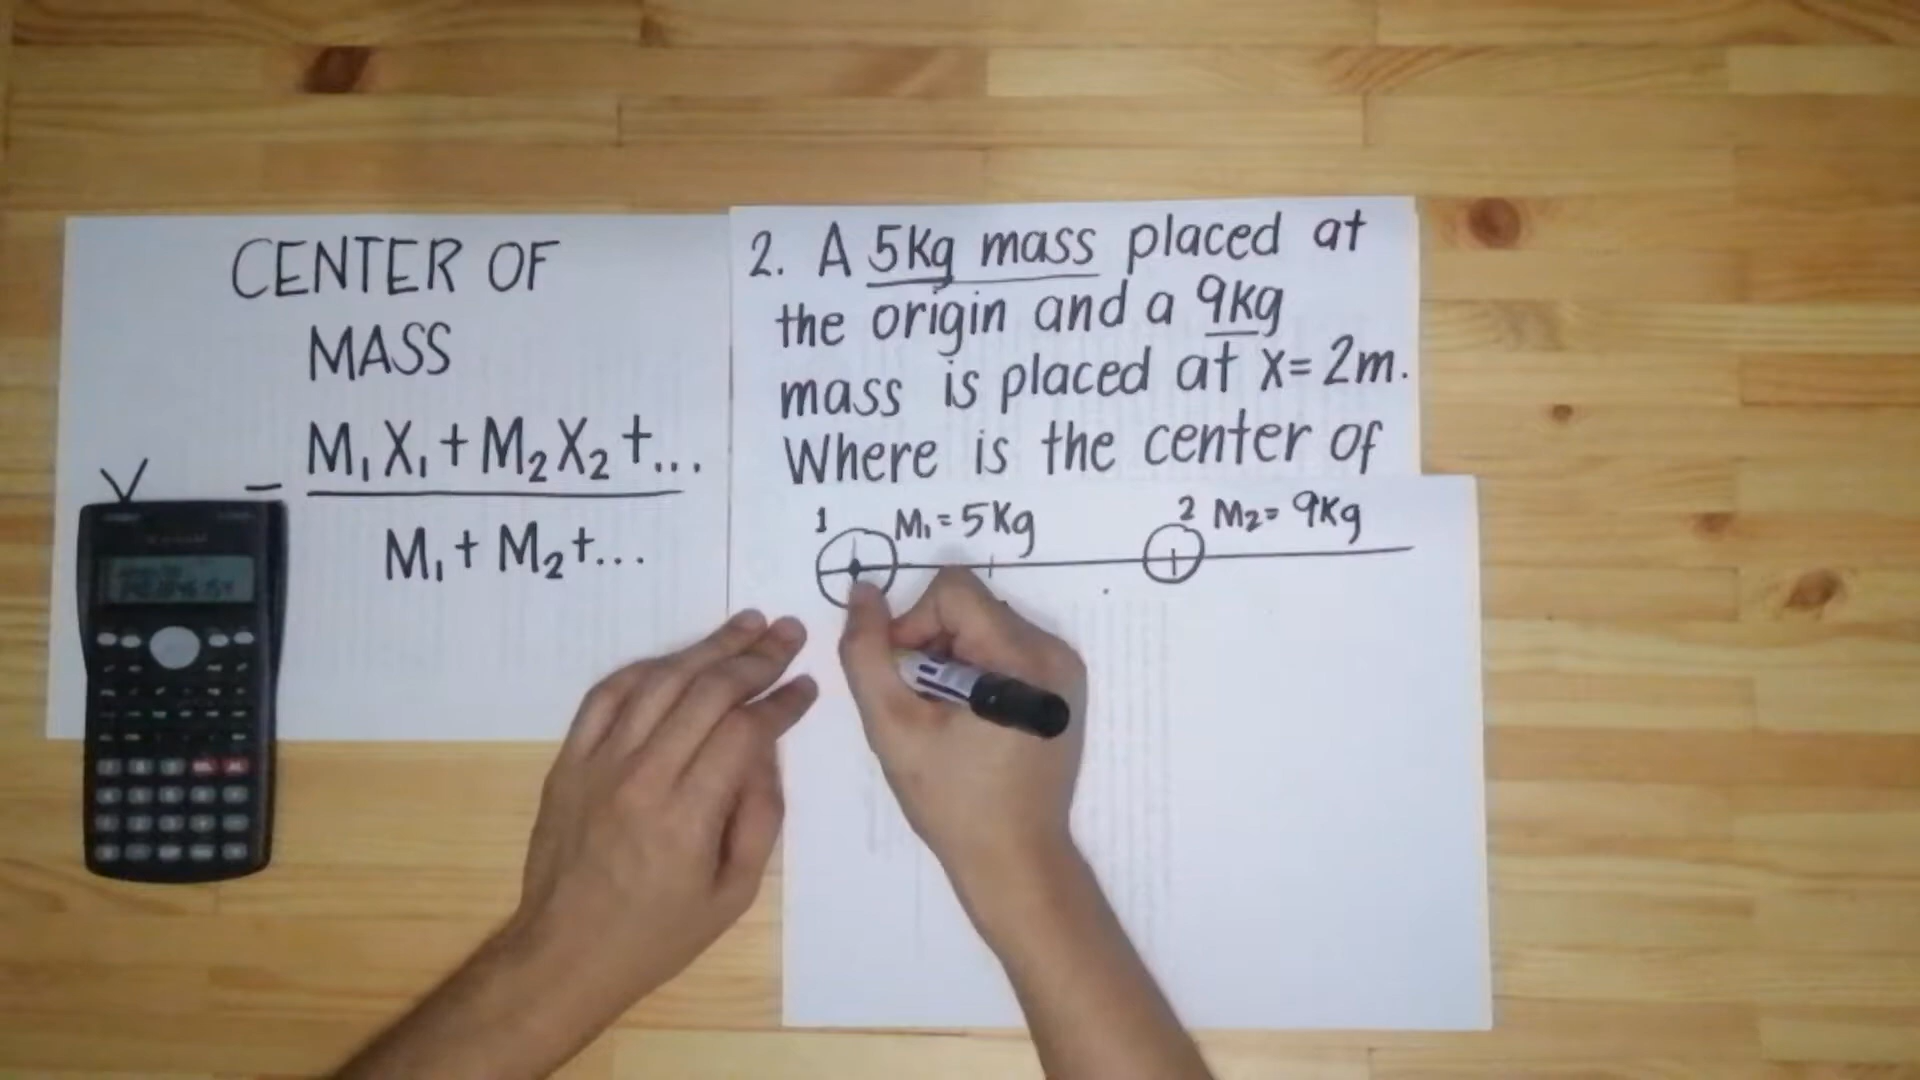 CENTER OF
MASS
M₁X₁ + M₂X₂ + ...
M₁ + M₂ + ...
2. A 5Kg mass placed at
the origin and a 9Kg
mass is placed at X = 2m.
Where is the center of
1 M₁ = 5Kg
2 M₂ = 9Kg